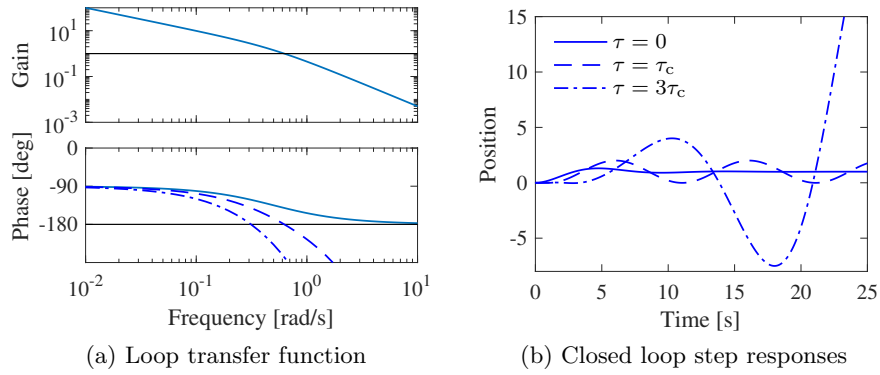 Gain
10^1
10^-1
10^-3
Phase [deg]
0
-90
-180
10^-2
10^-1
10^0
10^1
Frequency [rad/s]
(a) Loop transfer function
Position
15
10
5
0
-5
τ = 0
τ = τ_c
τ = 3τ_c
0
5
10
15
20
25
Time [s]
(b) Closed loop step responses